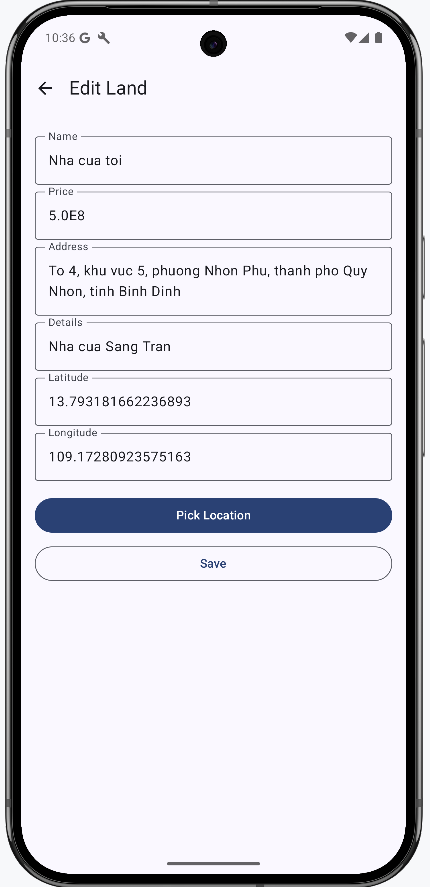 10:36 G
Edit Land
Name
Nha cua toi
Price
5.0E8
Address
To 4, khu vuc 5, phuong Nhon Phu, thanh pho Quy
Nhon, tinh Binh Dinh
Details
Nha cua Sang Tran
Latitude
13.793181662236893
Longitude
109.17280923575163
Pick Location
Save